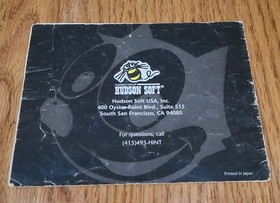 HUDSON SOFT™
Hudson Soft USA, Inc.
400 Oyster Point Blvd., Suite 515
South San Francisco, CA 94080
For questions, call
(415)495-HINT
Printed in Japan